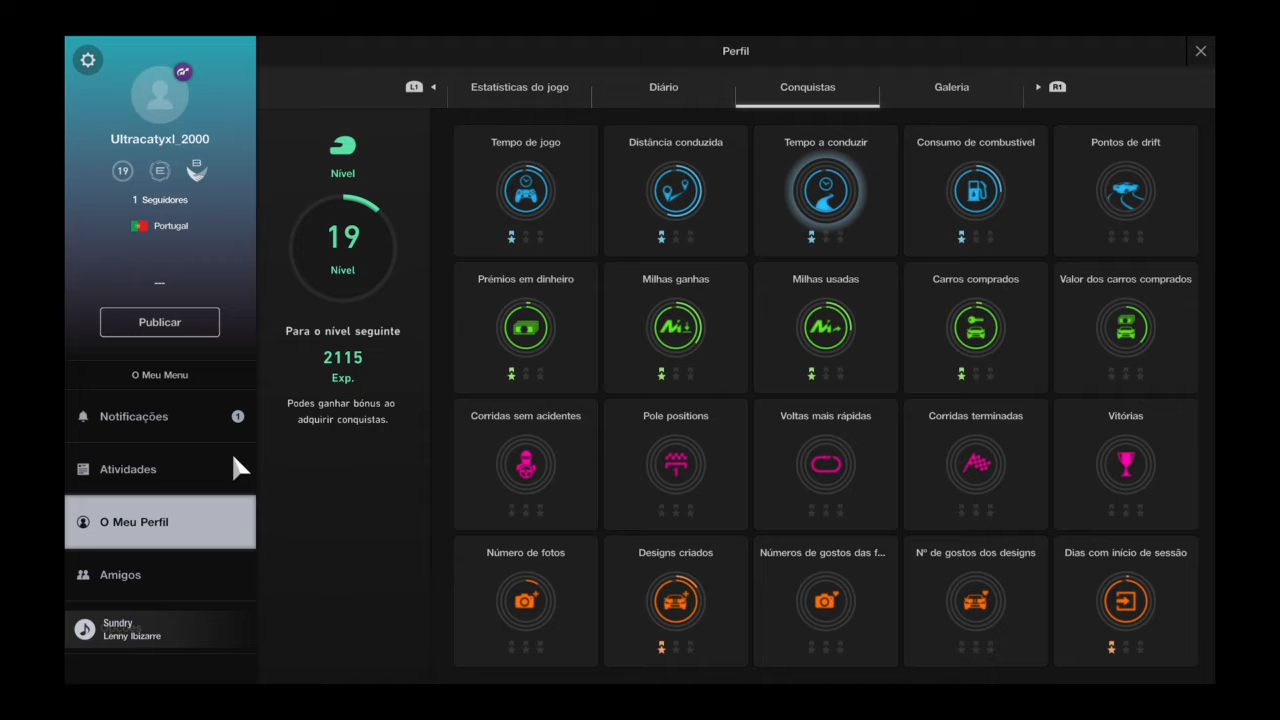 Perfil
L1
Estatísticas do jogo
Diário
Conquistas
Galeria
R1
Ultracatyxl_2000
19
E
B
1 Seguidores
Portugal
---
Publicar
O Meu Menu
Notificações
1
Atividades
O Meu Perfil
Amigos
Sundry
Lenny Ibizarre
Nível
19
Nível
Para o nível seguinte
2115
Exp.
Podes ganhar bónus ao
adquirir conquistas.
Tempo de jogo
Distância conduzida
Tempo a conduzir
Consumo de combustível
Pontos de drift
Prémios em dinheiro
Milhas ganhas
Milhas usadas
Carros comprados
Valor dos carros comprados
Corridas sem acidentes
Pole positions
Voltas mais rápidas
Corridas terminadas
Vitórias
Número de fotos
Designs criados
Números de gostos das f...
Nº de gostos dos designs
Dias com início de sessão